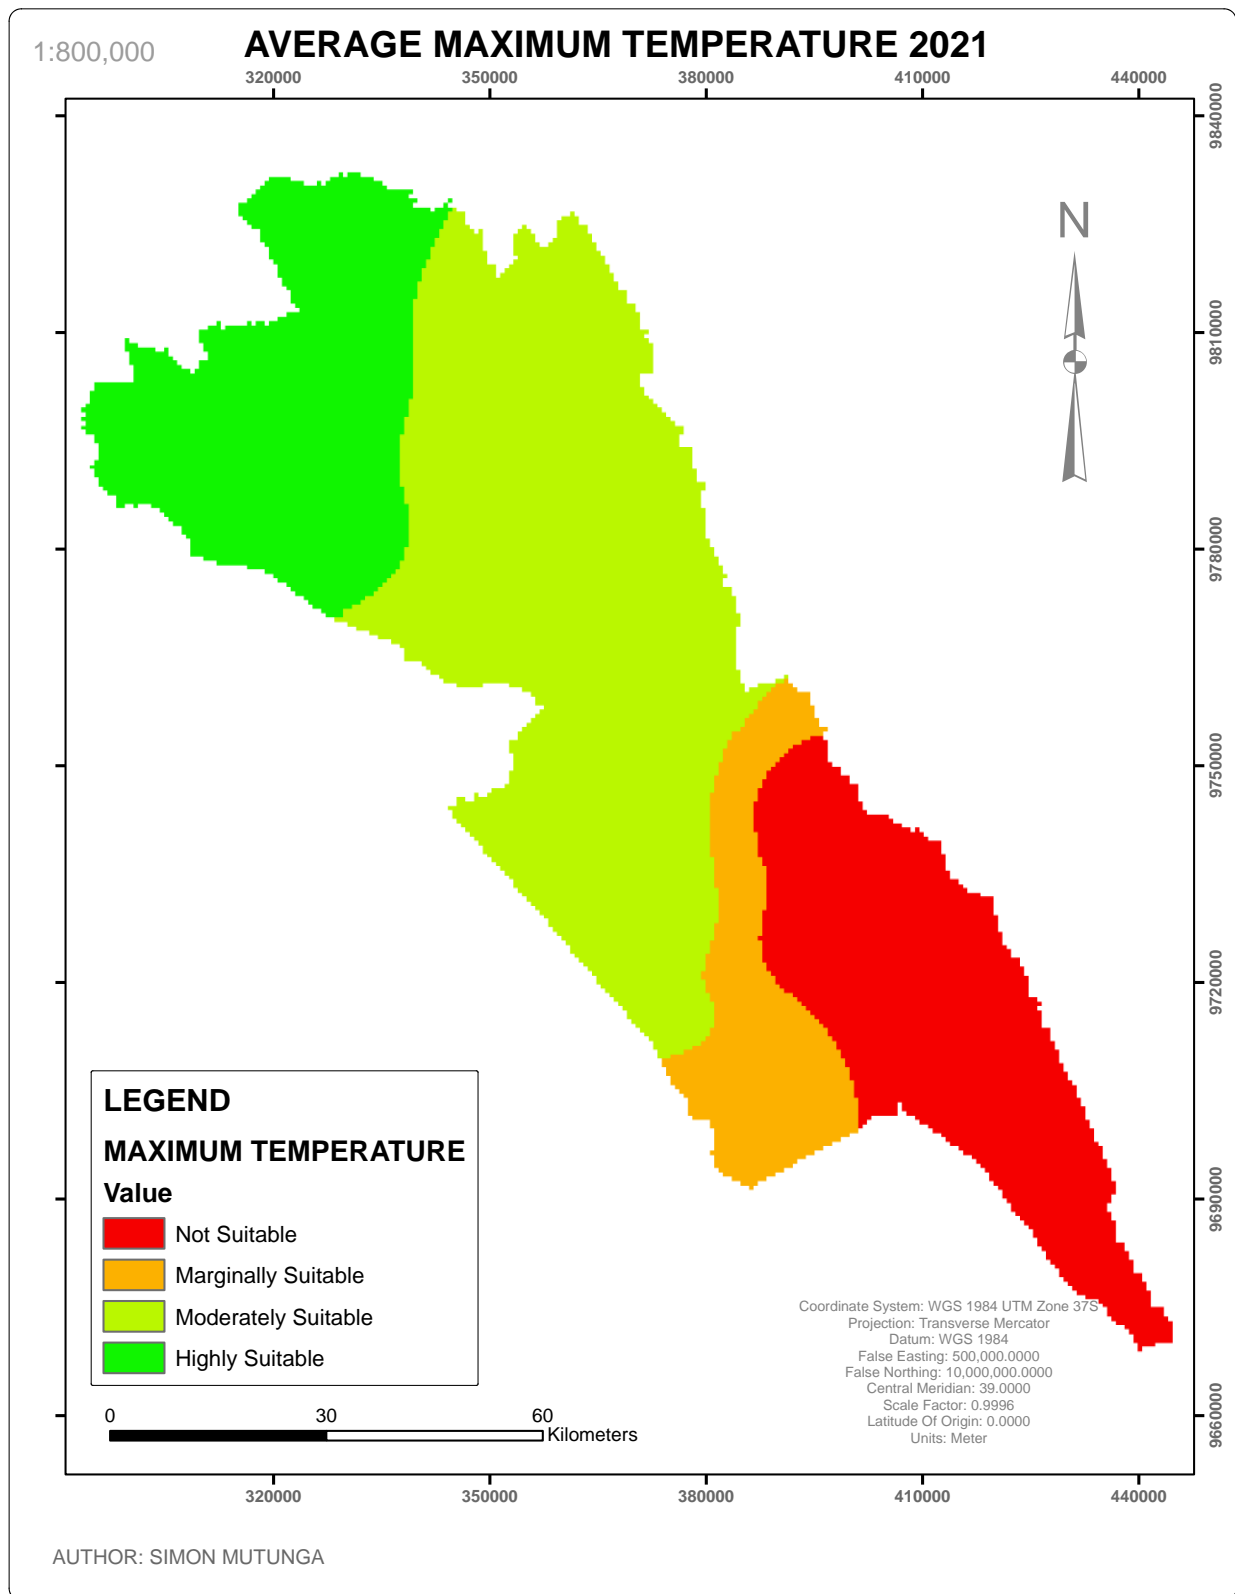 1:800,000
AVERAGE MAXIMUM TEMPERATURE 2021
320000 350000 380000 410000 440000
9840000
9810000
9780000
9750000
9720000
9690000
9660000
N
LEGEND
MAXIMUM TEMPERATURE
Value
Not Suitable
Marginally Suitable
Moderately Suitable
Highly Suitable
0 30 60
Kilometers
Coordinate System: WGS 1984 UTM Zone 37S
Projection: Transverse Mercator
Datum: WGS 1984
False Easting: 500,000.0000
False Northing: 10,000,000.0000
Central Meridian: 39.0000
Scale Factor: 0.9996
Latitude Of Origin: 0.0000
Units: Meter
320000 350000 380000 410000 440000
AUTHOR: SIMON MUTUNGA